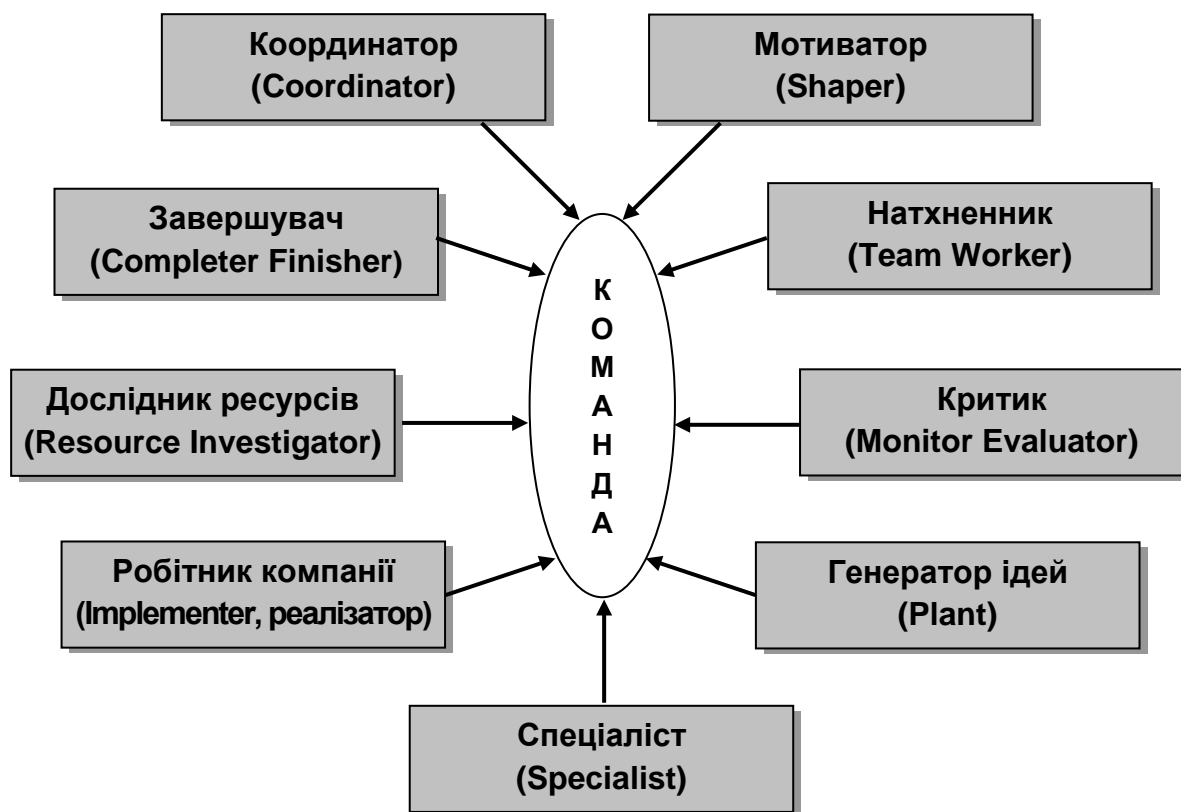 Координатор
(Coordinator)
Мотиватор
(Shaper)
Завершувач
(Completer Finisher)
Натхненник
(Team Worker)
К
О
М
А
Н
Д
А
Дослідник ресурсів
(Resource Investigator)
Критик
(Monitor Evaluator)
Робітник компанії
(Implementer, реалізатор)
Генератор ідей
(Plant)
Спеціаліст
(Specialist)